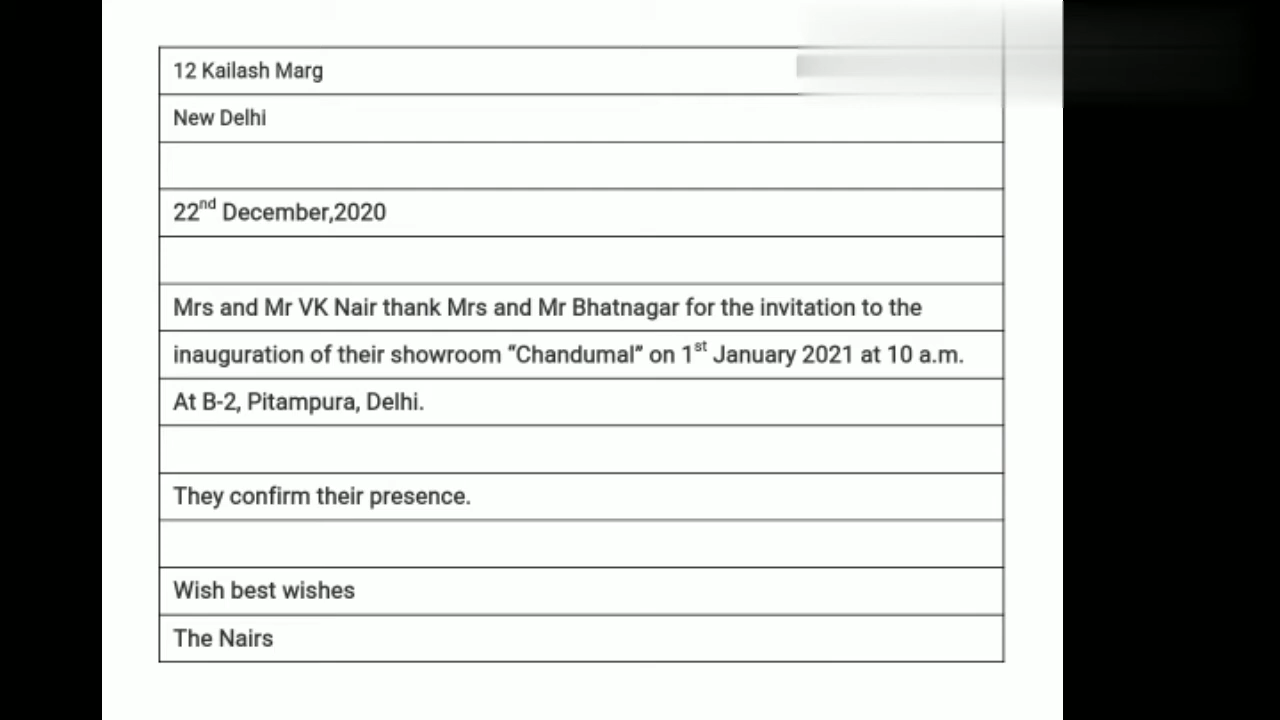 12 Kailash Marg
New Delhi
22nd December,2020
Mrs and Mr VK Nair thank Mrs and Mr Bhatnagar for the invitation to the
inauguration of their showroom “Chandumal” on 1st January 2021 at 10 a.m.
At B-2, Pitampura, Delhi.
They confirm their presence.
Wish best wishes
The Nairs